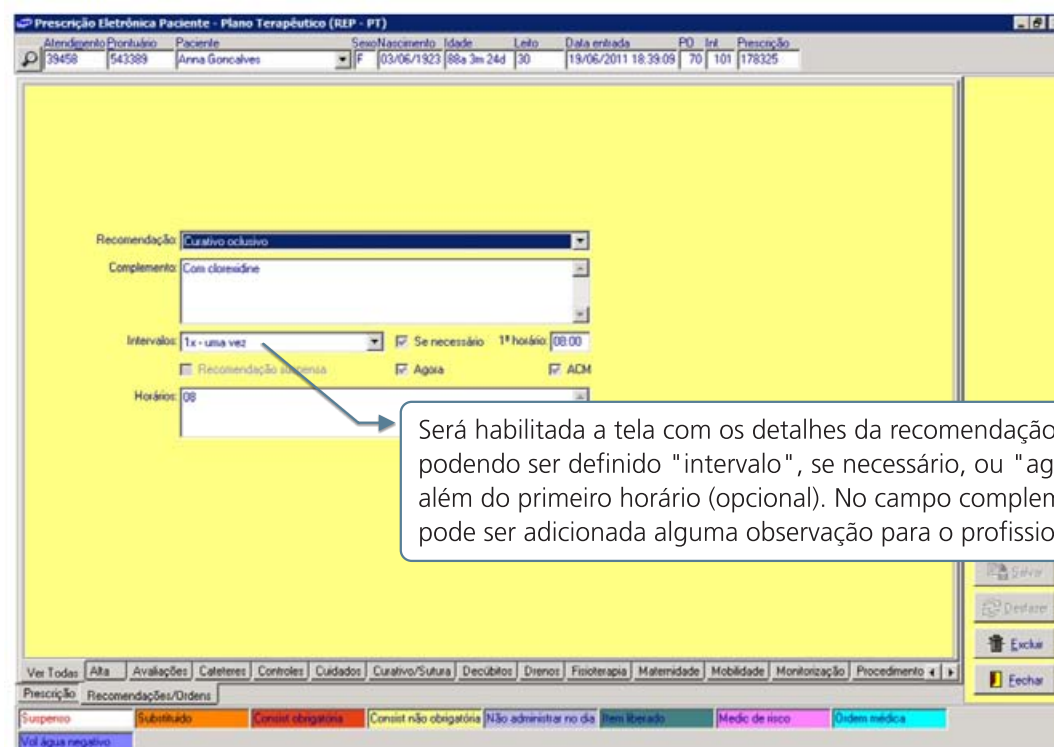 Prescrição Eletrônica Paciente - Plano Terapêutico (REP - PT)
Atendimento Prontuário Paciente Sexo Nascimento Idade Leito Data entrada PO Int Prescrição
39458 543389 Anna Goncalves F 03/06/1923 88a 3m 24d 30 19/06/2011 18:39:09 70 101 178325
Recomendação: Curativo oclusivo
Complemento: Com clorexidine
Intervalos: 1x - uma vez Se necessário 1º horário: 08:00
Recomendação suspensa Agora ACM
Horários: 08
Será habilitada a tela com os detalhes da recomendação
podendo ser definido "intervalo", se necessário, ou "ag
além do primeiro horário (opcional). No campo complem
pode ser adicionada alguma observação para o profissio
Salvar
Desfazer
Excluir
Fechar
Ver Todas Alta Avaliações Cateteres Controles Cuidados Curativo/Sutura Decúbitos Drenos Fisioterapia Maternidade Mobilidade Monitorização Procedimento
Prescrição Recomendações/Ordens
Suspenso Substituído Consist obrigatória Consist não obrigatória Não administrar no dia Item liberado Medic de risco Ordem médica
Vol água negativo